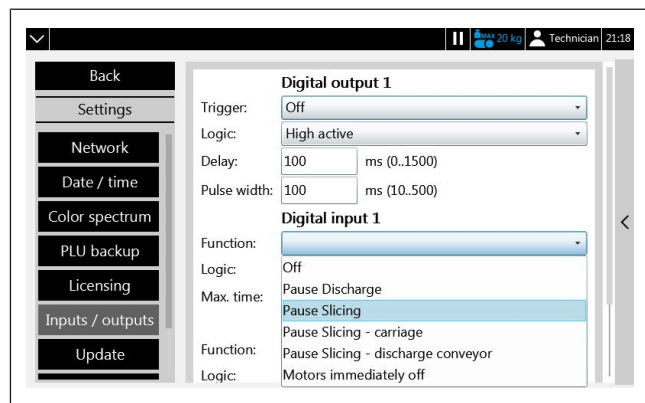 MAX 20 kg Technician 21:18
Back
Settings
Network
Date / time
Color spectrum
PLU backup
Licensing
Inputs / outputs
Update
Digital output 1
Trigger: Off
Logic: High active
Delay: 100 ms (0..1500)
Pulse width: 100 ms (10..500)
Digital input 1
Function:
Logic:
Max. time:
Off
Pause Discharge
Pause Slicing
Pause Slicing - carriage
Pause Slicing - discharge conveyor
Motors immediately off
Function:
Logic: